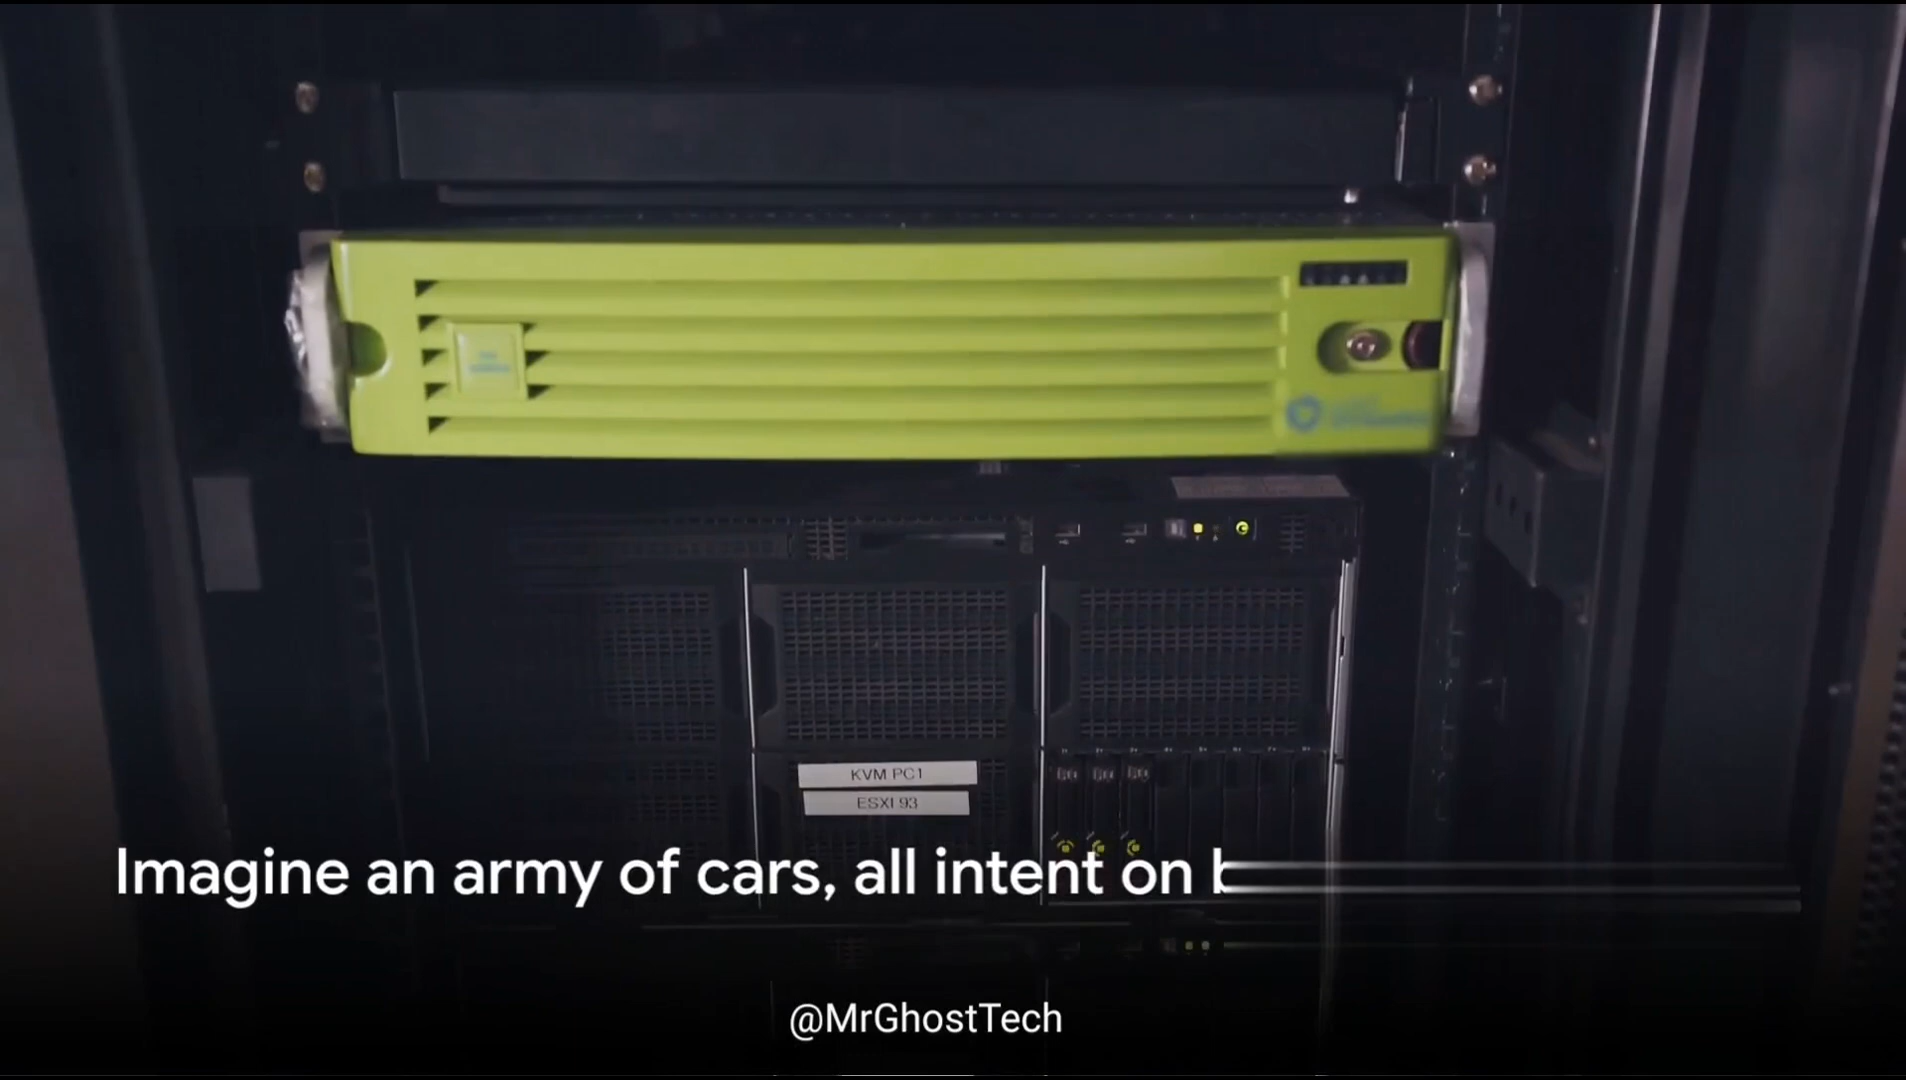 KVM PC1
ESXI 93
Imagine an army of cars, all intent on b
@MrGhostTech